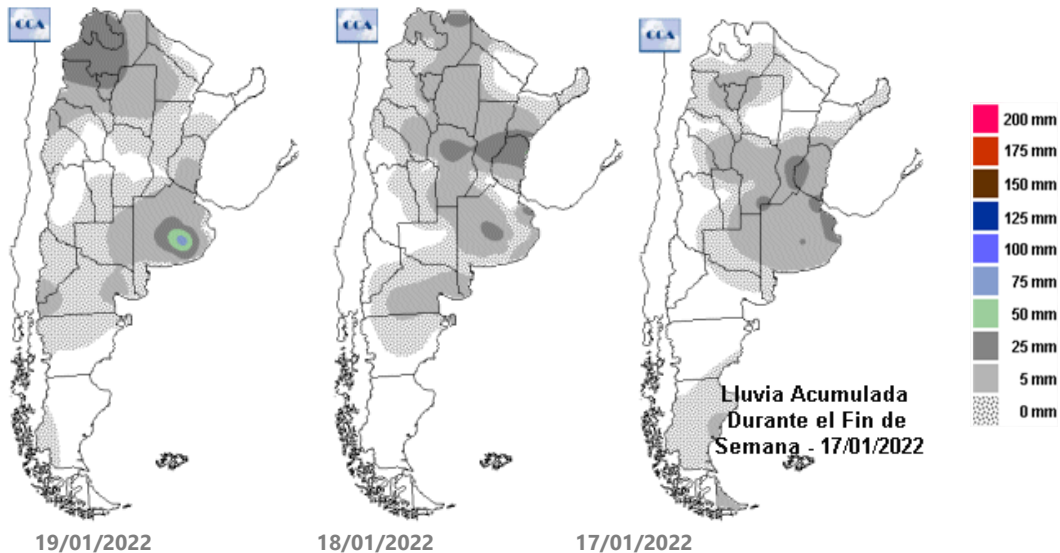 CCA
CCA
CCA
200 mm
175 mm
150 mm
125 mm
100 mm
75 mm
50 mm
25 mm
5 mm
0 mm
Lluvia Acumulada
Durante el Fin de
Semana - 17/01/2022
19/01/2022
18/01/2022
17/01/2022